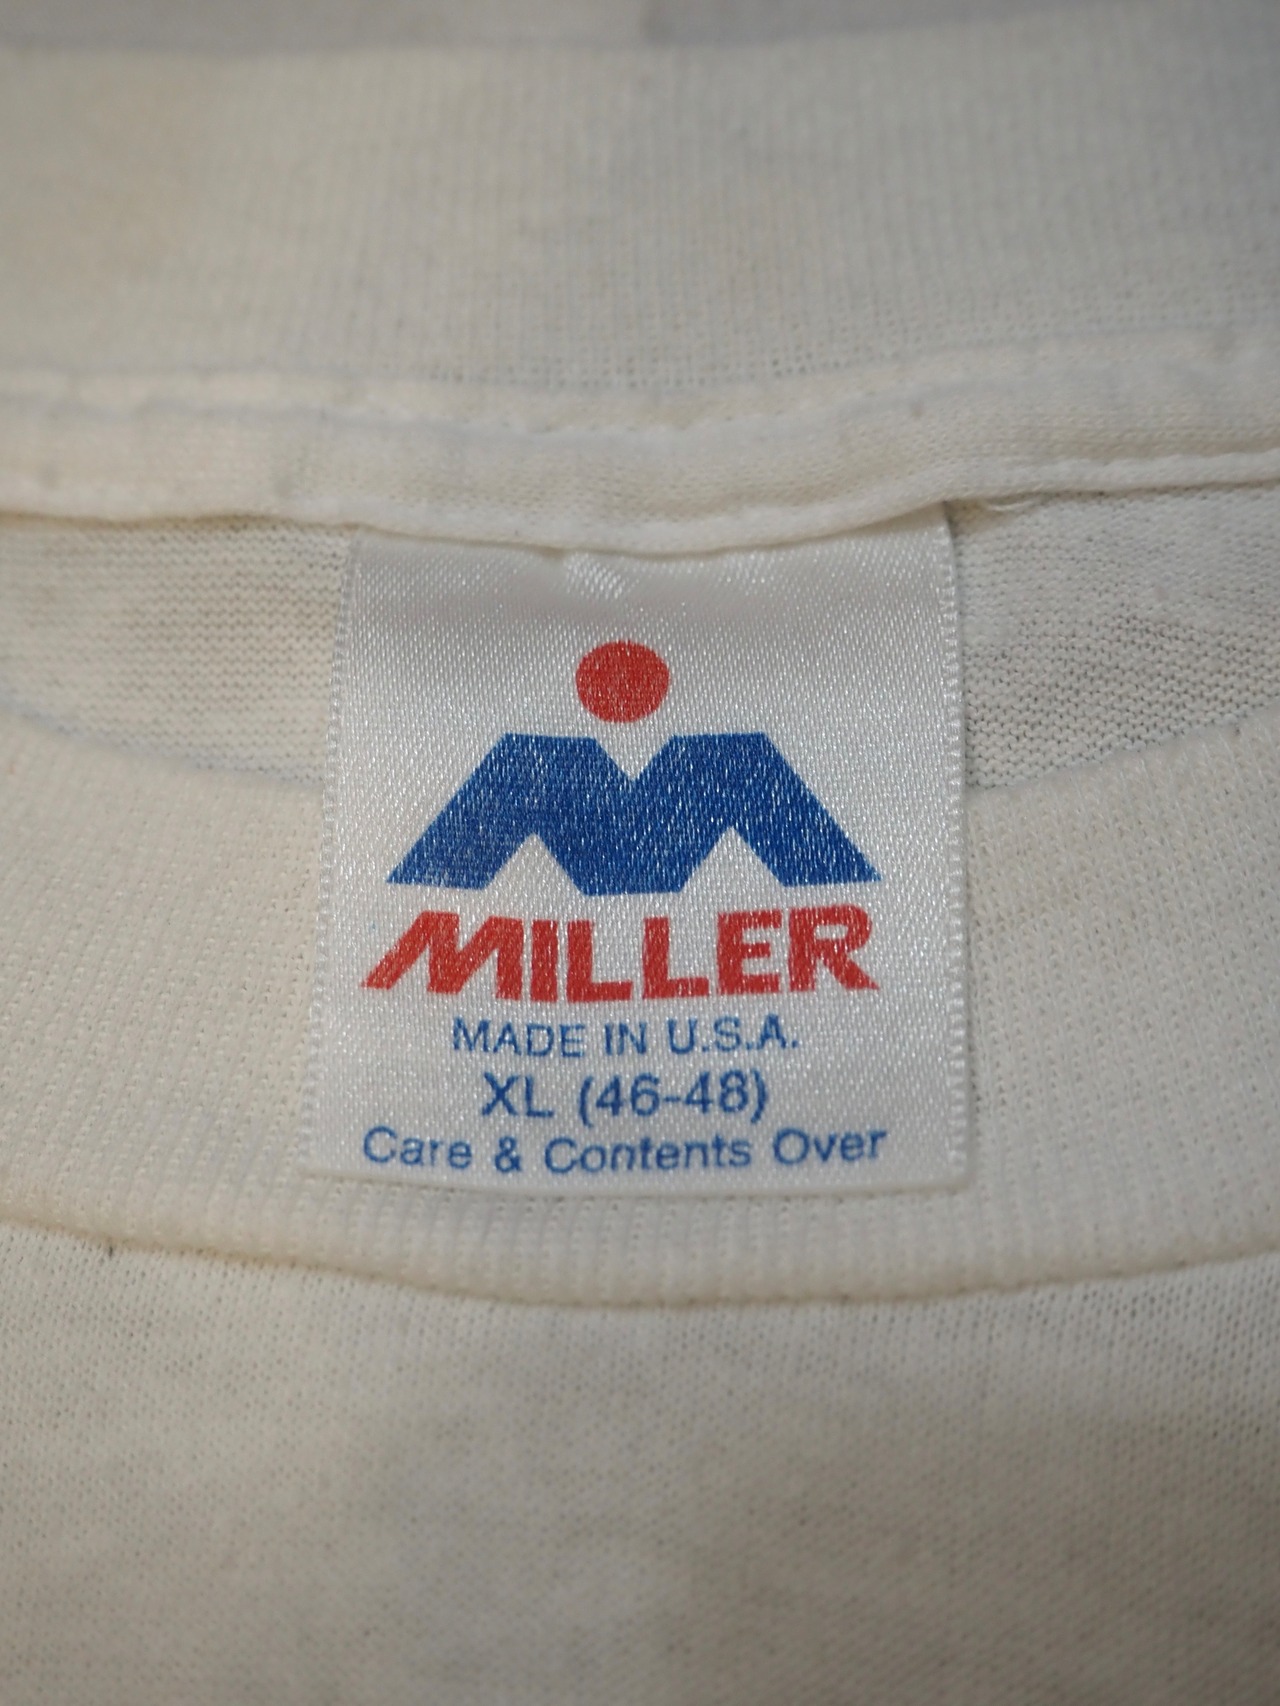 MILLER
MADE IN U.S.A.
XL (46-48)
Care & Contents Over